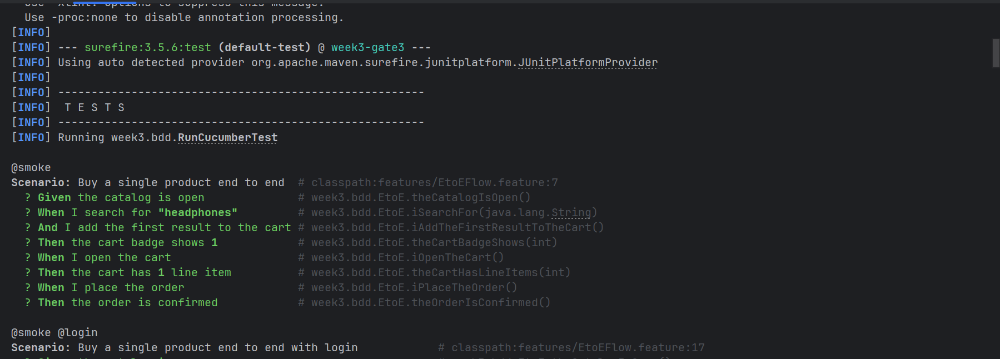 Use -Xlint: options to suppress this message.
  Use -proc:none to disable annotation processing.
[INFO]
[INFO] --- surefire:3.5.6:test (default-test) @ week3-gate3 ---
[INFO] Using auto detected provider org.apache.maven.surefire.junitplatform.JUnitPlatformProvider
[INFO]
[INFO] -------------------------------------------------------
[INFO]  T E S T S
[INFO] -------------------------------------------------------
[INFO] Running week3.bdd.RunCucumberTest

@smoke
Scenario: Buy a single product end to end  # classpath:features/EtoEFlow.feature:7
  ? Given the catalog is open              # week3.bdd.EtoE.theCatalogIsOpen()
  ? When I search for "headphones"         # week3.bdd.EtoE.iSearchFor(java.lang.String)
  ? And I add the first result to the cart # week3.bdd.EtoE.iAddTheFirstResultToTheCart()
  ? Then the cart badge shows 1            # week3.bdd.EtoE.theCartBadgeShows(int)
  ? When I open the cart                   # week3.bdd.EtoE.iOpenTheCart()
  ? Then the cart has 1 line item          # week3.bdd.EtoE.theCartHasLineItems(int)
  ? When I place the order                 # week3.bdd.EtoE.iPlaceTheOrder()
  ? Then the order is confirmed            # week3.bdd.EtoE.theOrderIsConfirmed()

@smoke @login
Scenario: Buy a single product end to end with login            # classpath:features/EtoEFlow.feature:17